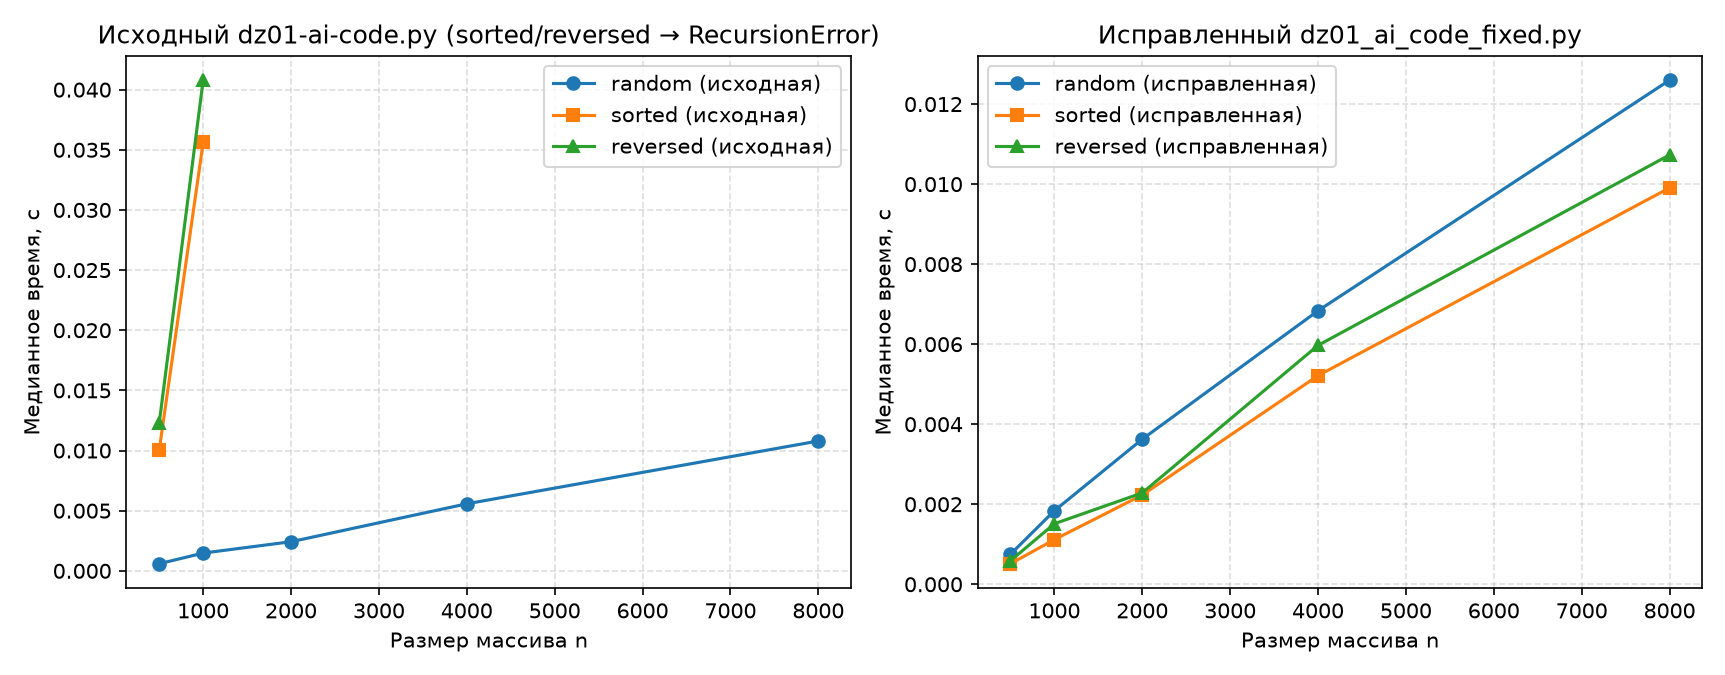 Исходный dz01-ai-code.py (sorted/reversed → RecursionError)
random (исходная)
sorted (исходная)
reversed (исходная)
Медианное время, с
0.040
0.035
0.030
0.025
0.020
0.015
0.010
0.005
0.000
1000 2000 3000 4000 5000 6000 7000 8000
Размер массива n
Исправленный dz01_ai_code_fixed.py
random (исправленная)
sorted (исправленная)
reversed (исправленная)
Медианное время, с
0.012
0.010
0.008
0.006
0.004
0.002
0.000
1000 2000 3000 4000 5000 6000 7000 8000
Размер массива n